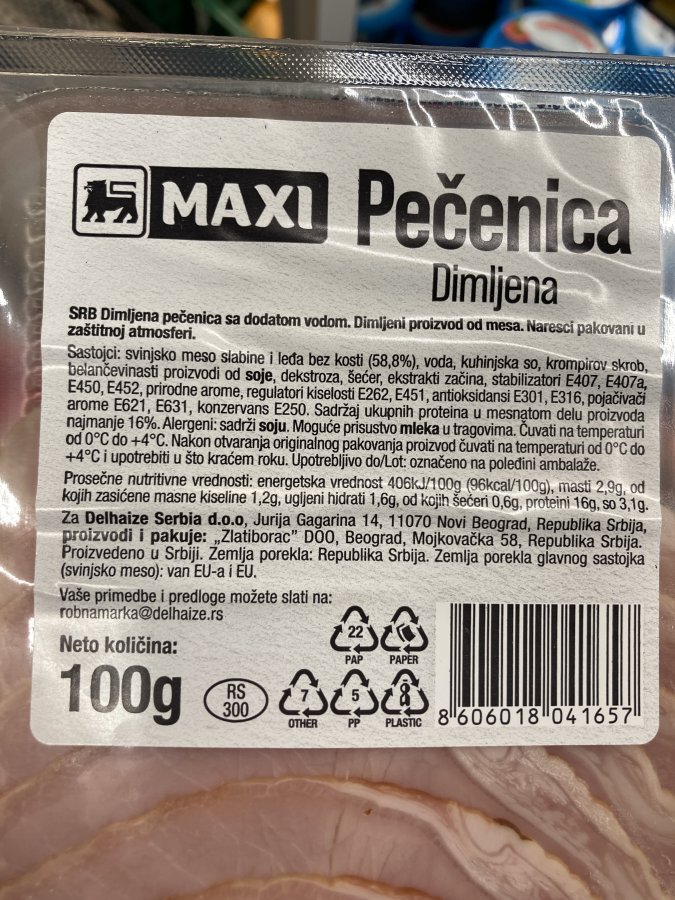 MAXI Pečenica
Dimljena
SRB Dimljena pečenica sa dodatom vodom. Dimljeni proizvod od mesa. Naresci pakovani u
zaštitnoj atmosferi.
Sastojci: svinjsko meso slabine i leđa bez kosti (58,8%), voda, kuhinjska so, krompirov skrob,
belančevinasti proizvodi od soje, dekstroza, šećer, ekstrakti začina, stabilizatori E407, E407a,
E450, E452, prirodne arome, regulatori kiselosti E262, E451, antioksidansi E301, E316, pojačivači
arome E621, E631, konzervans E250. Sadržaj ukupnih proteina u mesnatom delu proizvoda
najmanje 16%. Alergeni: sadrži soju. Moguće prisustvo mleka u tragovima. Čuvati na temperaturi
od 0°C do +4°C. Nakon otvaranja originalnog pakovanja proizvod čuvati na temperaturi od 0°C do
+4°C i upotrebiti u što kraćem roku. Upotrebljivo do/Lot: označeno na poleđini ambalaže.
Prosečne nutritivne vrednosti: energetska vrednost 406kJ/100g (96kcal/100g), masti 2,9g, od
kojih zasićene masne kiseline 1,2g, ugljeni hidrati 1,6g, od kojih šećeri 0,6g, proteini 16g, so 3,1g.
Za Delhaize Serbia d.o.o, Jurija Gagarina 14, 11070 Novi Beograd, Republika Srbija,
proizvodi i pakuje: „Zlatiborac" DOO, Beograd, Mojkovačka 58, Republika Srbija.
Proizvedeno u Srbiji. Zemlja porekla: Republika Srbija. Zemlja porekla glavnog sastojka
(svinjsko meso): van EU-a i EU.
Vaše primedbe i predloge možete slati na:
robnamarka@delhaize.rs
Neto količina:
100g
RS
300
22
PAP
PAPER
7
OTHER
5
PP
PLASTIC
8 606018 041657